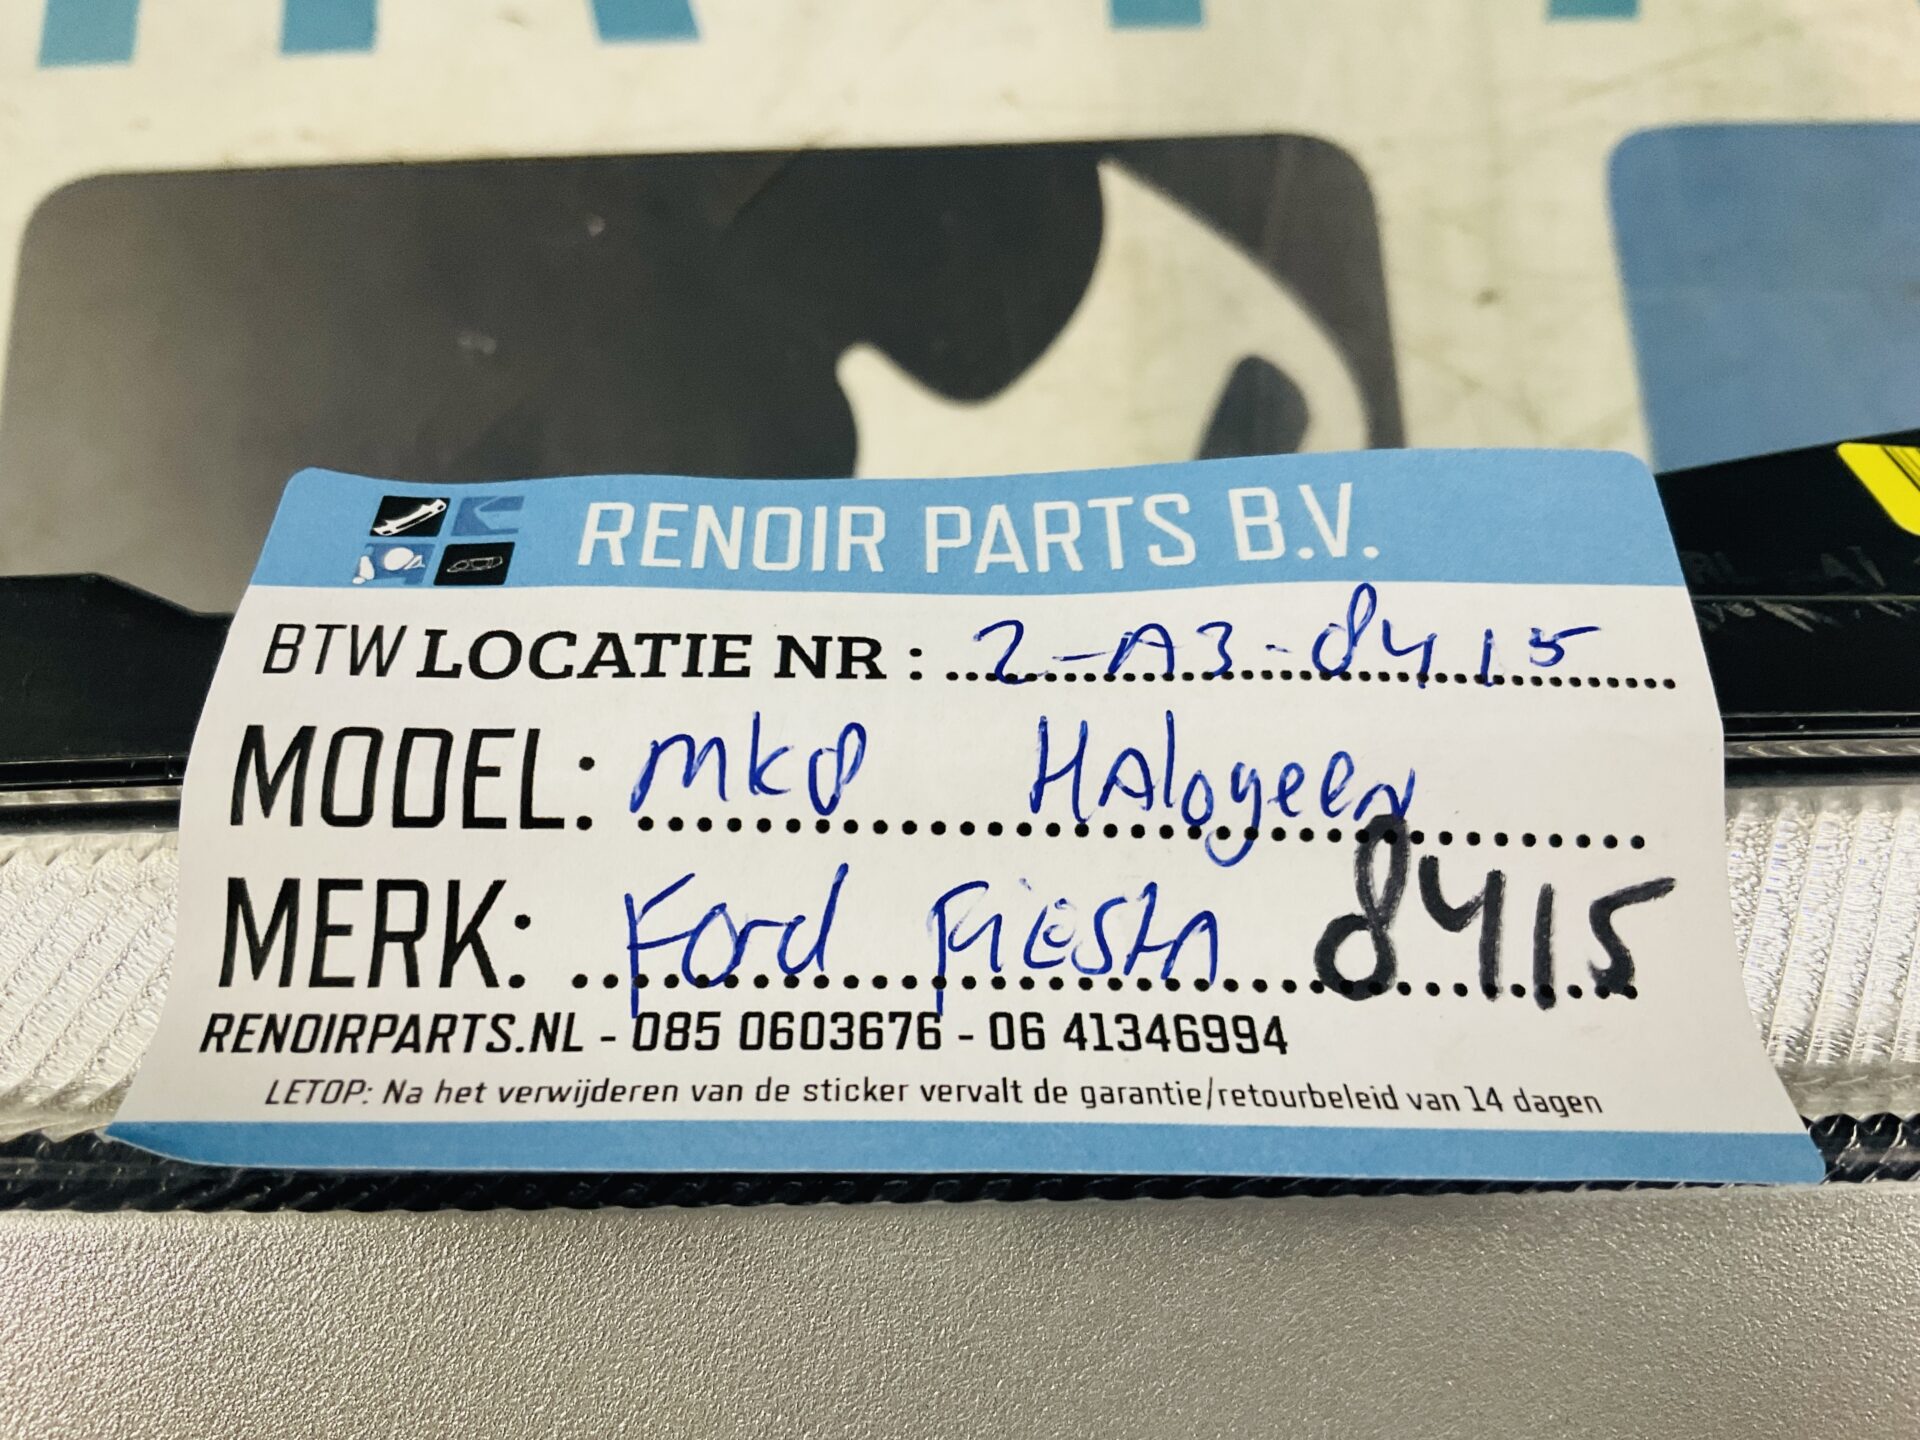 RENOIR PARTS B.V.
BTW LOCATIE NR : 2-A3-8415
MODEL: MK8 HAlogeen
MERK: Ford Fiesta 8415
RENOIRPARTS.NL - 085 0603676 - 06 41346994
LETOP: Na het verwijderen van de sticker vervalt de garantie/retourbeleid van 14 dagen